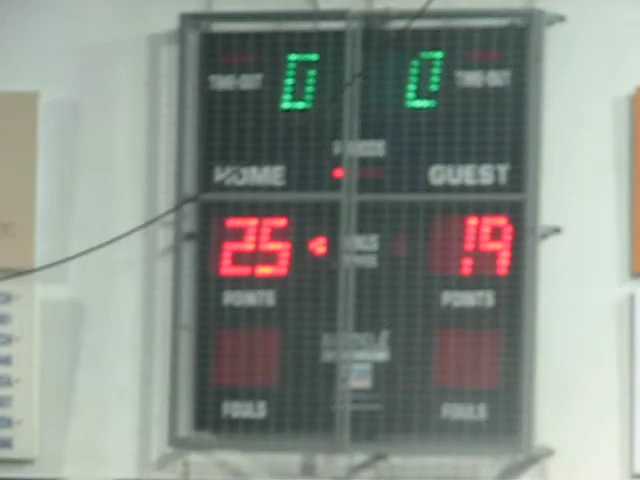 TIME OUT 0 0 TIME OUT
HOME GUEST
25 19
POINTS POINTS
FOULS FOULS